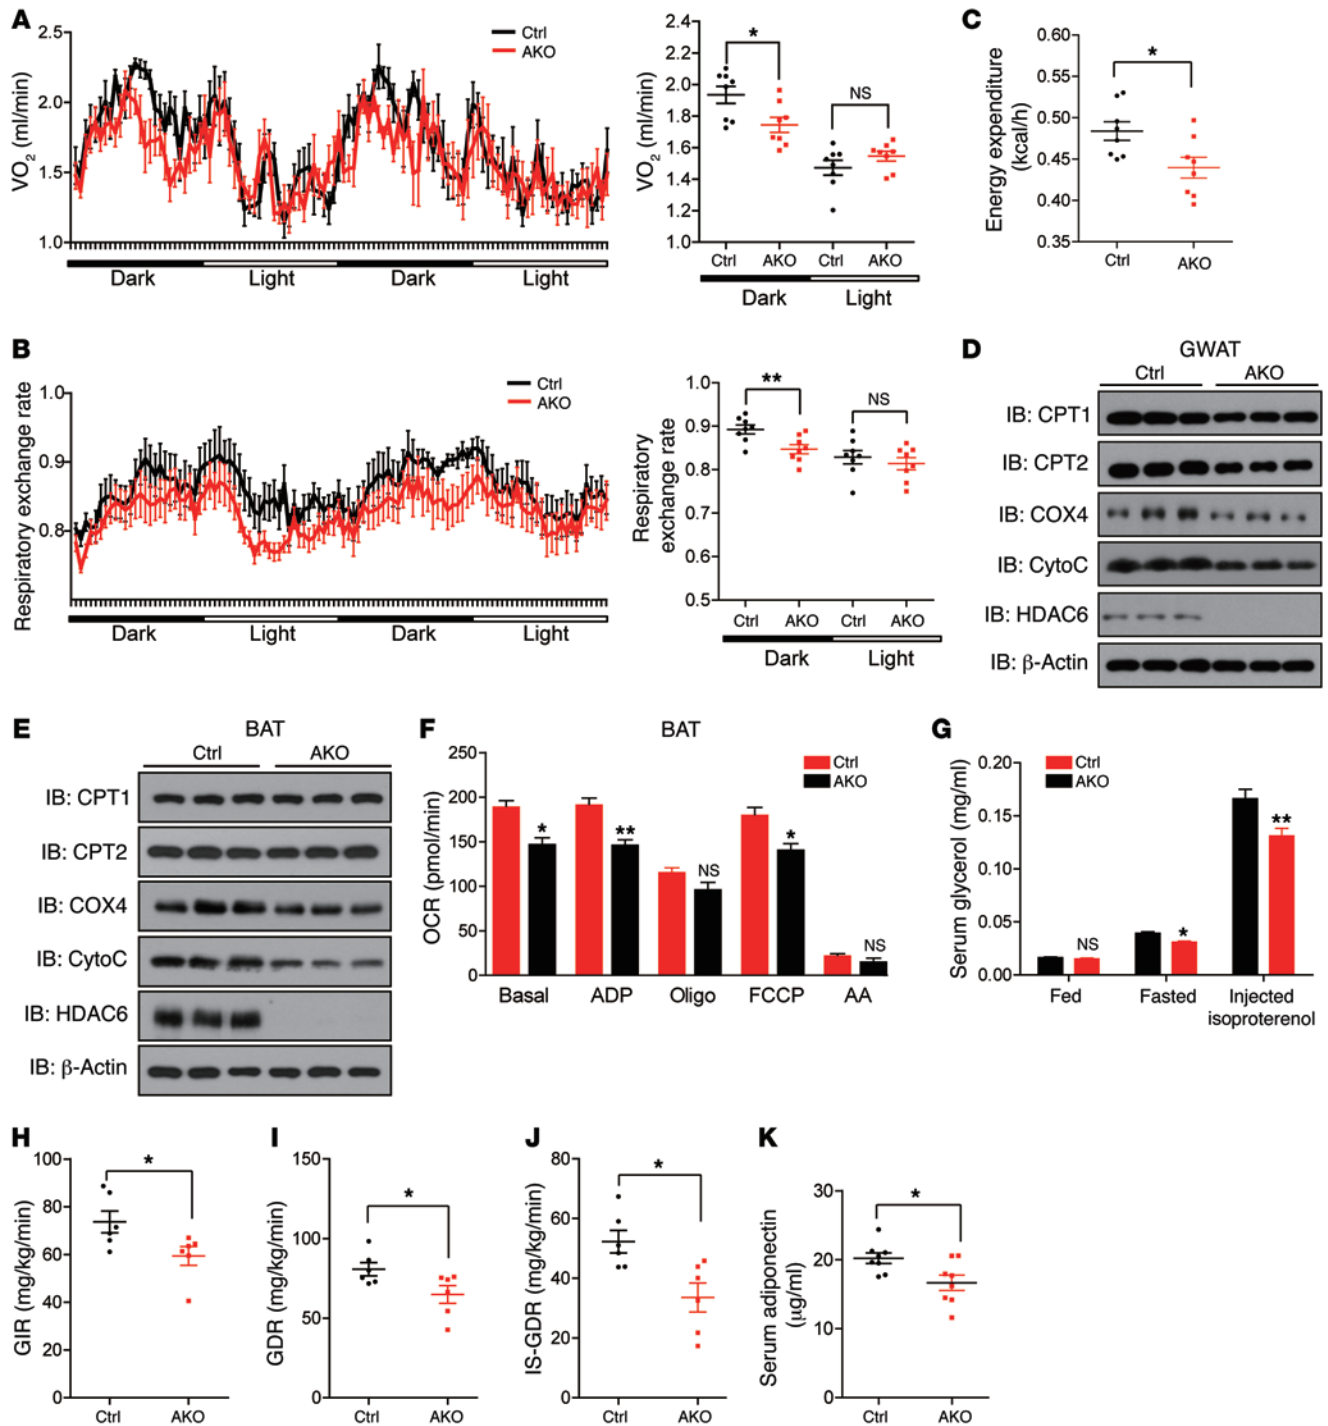 A
VO2 (ml/min)
2.5
2.0
1.5
1.0
Ctrl
AKO
Dark
Light
Dark
Light
VO2 (ml/min)
2.4
2.2
2.0
1.8
1.6
1.4
1.2
1.0
*
NS
Ctrl AKO Ctrl AKO
Dark Light
C
Energy expenditure
(kcal/h)
0.60
0.55
0.50
0.45
0.40
0.35
*
Ctrl AKO
B
Respiratory exchange rate
1.0
0.9
0.8
Ctrl
AKO
Dark
Light
Dark
Light
Respiratory
exchange rate
1.0
0.9
0.8
0.7
0.6
0.5
**
NS
Ctrl AKO Ctrl AKO
Dark Light
D
GWAT
Ctrl AKO
IB: CPT1
IB: CPT2
IB: COX4
IB: CytoC
IB: HDAC6
IB: β-Actin
E
BAT
Ctrl AKO
IB: CPT1
IB: CPT2
IB: COX4
IB: CytoC
IB: HDAC6
IB: β-Actin
F
BAT
OCR (pmol/min)
250
200
150
100
50
0
Ctrl
AKO
*
**
NS
*
NS
Basal ADP Oligo FCCP AA
G
Serum glycerol (mg/ml)
0.20
0.15
0.10
0.05
0.00
Ctrl
AKO
NS
*
**
Fed Fasted Injected
isoproterenol
H
GIR (mg/kg/min)
100
80
60
40
20
0
*
Ctrl AKO
I
GDR (mg/kg/min)
150
100
50
0
*
Ctrl AKO
J
IS-GDR (mg/kg/min)
80
60
40
20
0
*
Ctrl AKO
K
Serum adiponectin
(μg/ml)
30
20
10
0
*
Ctrl AKO